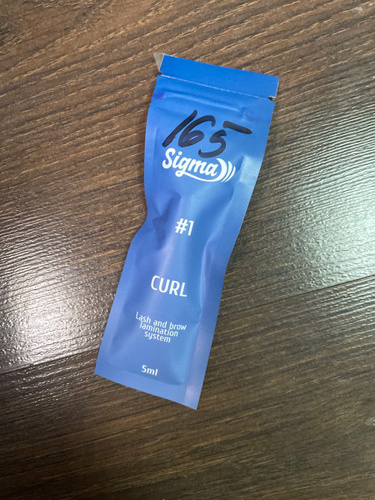 165
Sigma
#1
CURL
Lash and brow
lamination
system
5ml